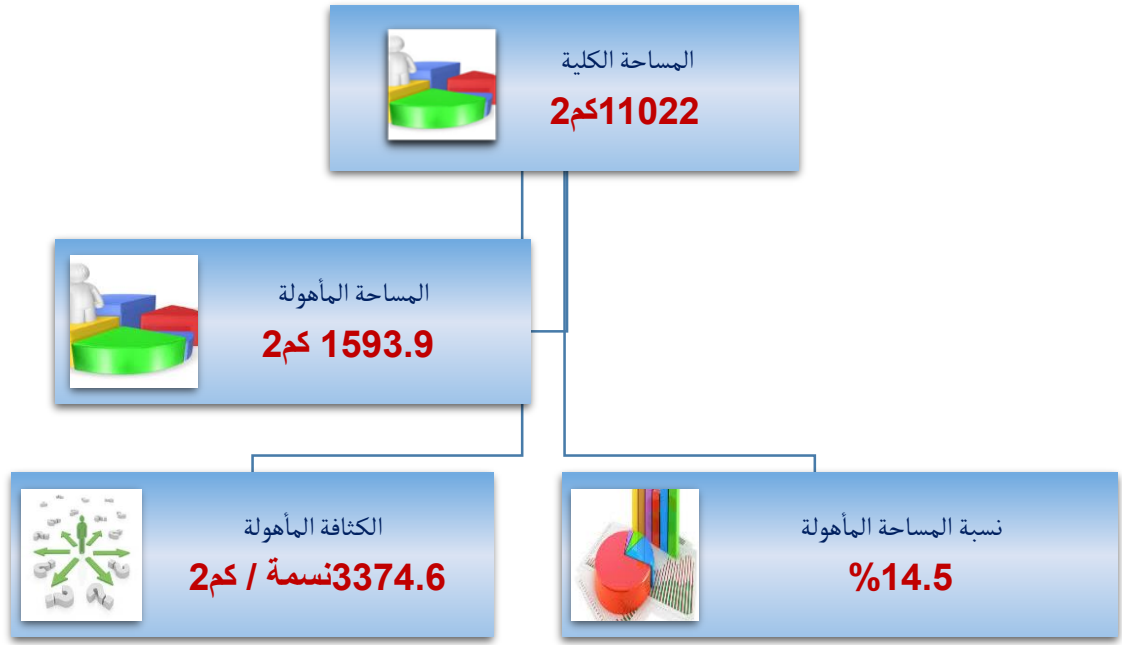 المساحة الكلية
11022كم2
المساحة المأهولة
1593.9 كم2
نسبة المساحة المأهولة
%14.5
الكثافة المأهولة
3374.6نسمة / كم2